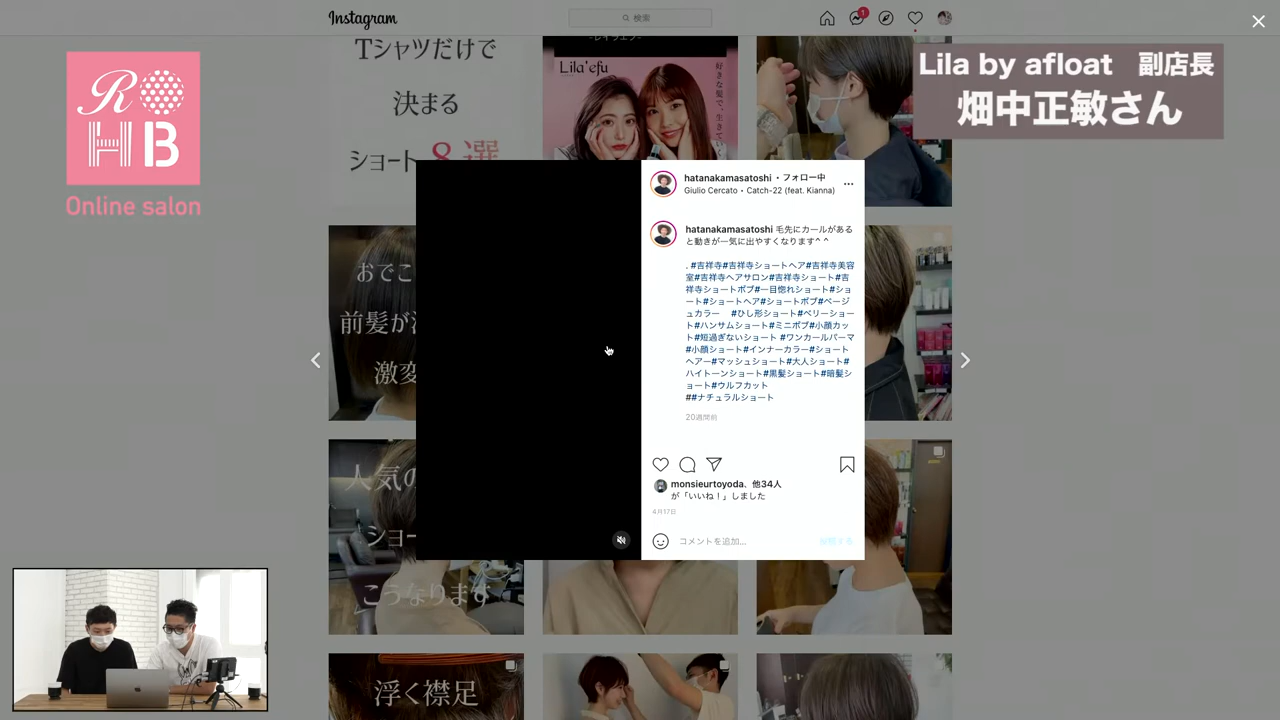 Instagram
検索
1
Lila by afloat 副店長
畑中正敏さん
R
HB
Online salon
Tシャツだけで
決まる
ショート8選
-レイヴェン-
Lila'efu
おでこ
前髪が
激変
人気の
ショー
こうなります
浮く襟足
hatanakamasatoshi・フォロー中
Giulio Cercato • Catch-22 (feat. Kianna)
hatanakamasatoshi 毛先にカールがある
と動きが一気に出やすくなります^ ^
. #吉祥寺#吉祥寺ショートヘア#吉祥寺美容
室#吉祥寺ヘアサロン#吉祥寺ショート#吉
祥寺ショートボブ#一目惚れショート#ショ
ート#ショートヘア#ショートボブ#ベージ
ュカラー #ひし形ショート#ベリーショー
ト#ハンサムショート#ミニボブ#小顔カッ
ト#短過ぎないショート #ワンカールパーマ
#小顔ショート#インナーカラー#ショート
ヘアー#マッシュショート#大人ショート#
ハイトーンショート#黒髪ショート#暗髪シ
ョート#ウルフカット
##ナチュラルショート
20週間前
monsieurtoyoda、他34人
が「いいね！」しました
4月17日
コメントを追加...
投稿する